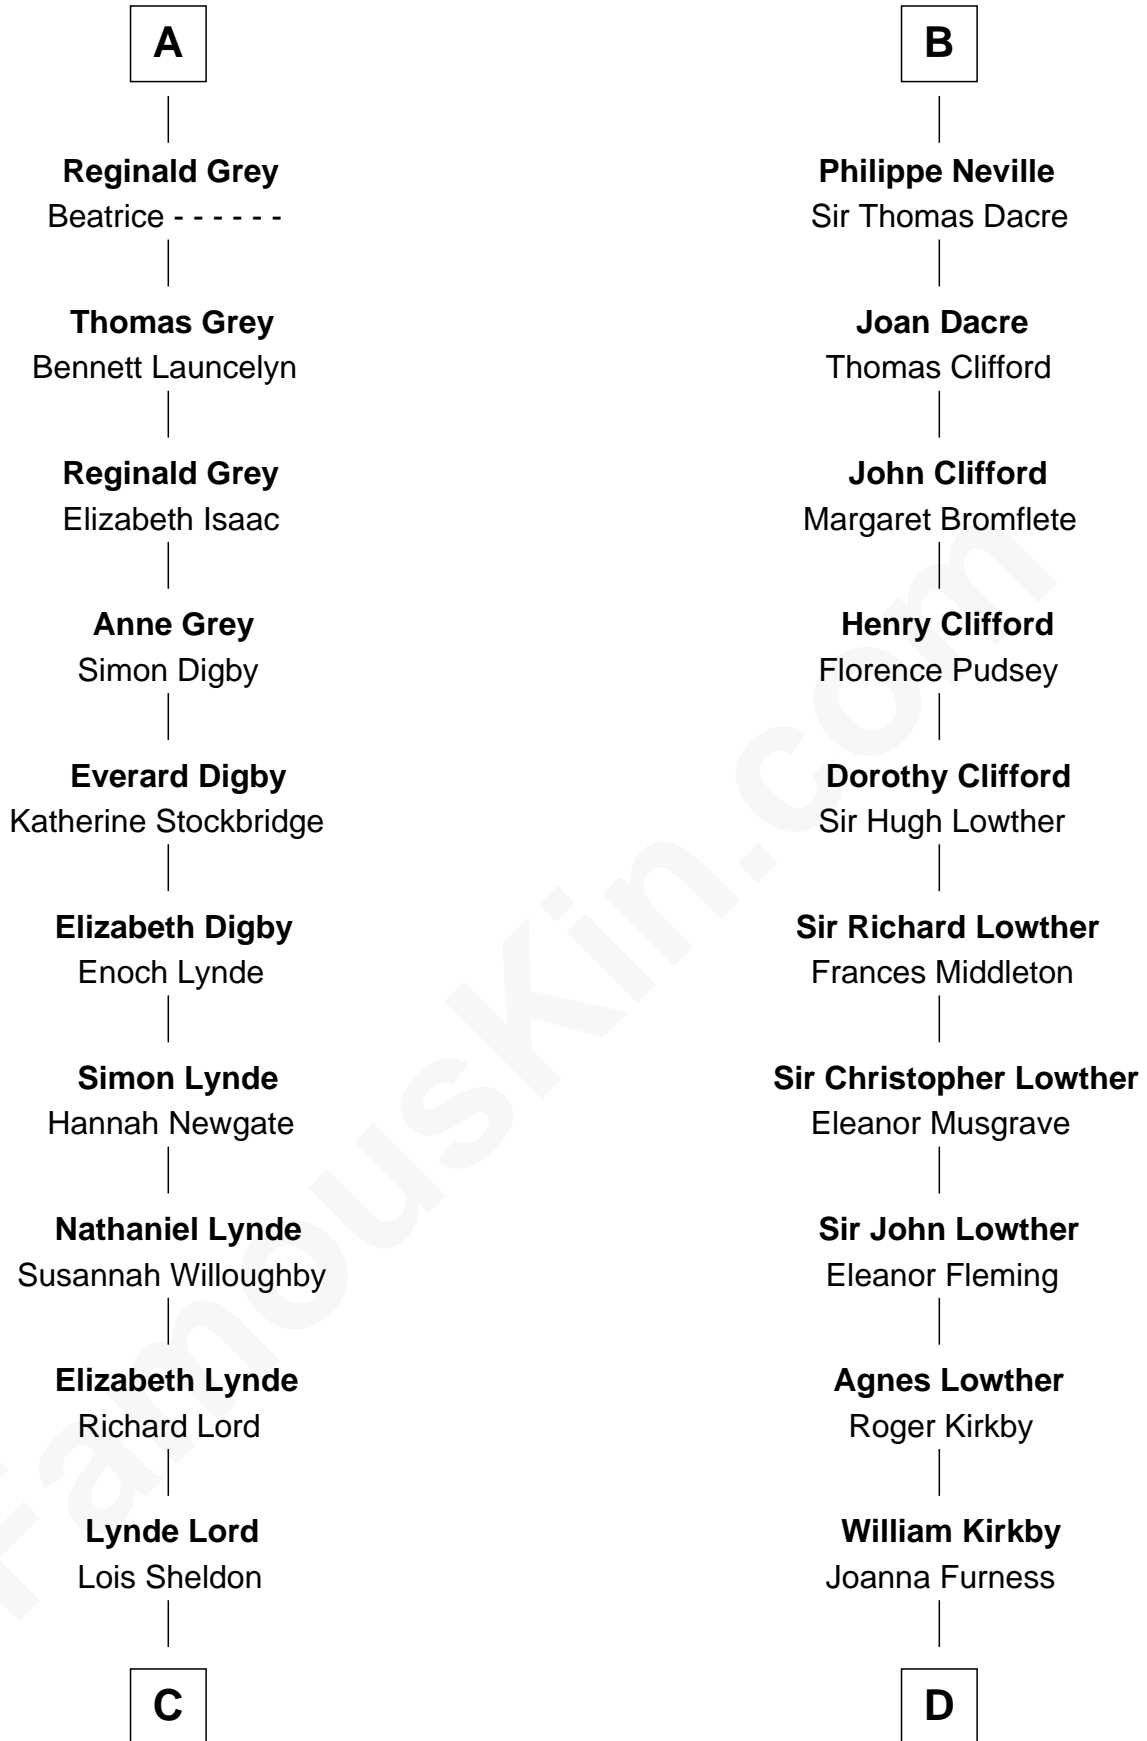 A
Reginald Grey
Beatrice - - - - - -
Thomas Grey
Bennett Launcelyn
Reginald Grey
Elizabeth Isaac
Anne Grey
Simon Digby
Everard Digby
Katherine Stockbridge
Elizabeth Digby
Enoch Lynde
Simon Lynde
Hannah Newgate
Nathaniel Lynde
Susannah Willoughby
Elizabeth Lynde
Richard Lord
Lynde Lord
Lois Sheldon
C
B
Philippe Neville
Sir Thomas Dacre
Joan Dacre
Thomas Clifford
John Clifford
Margaret Bromflete
Henry Clifford
Florence Pudsey
Dorothy Clifford
Sir Hugh Lowther
Sir Richard Lowther
Frances Middleton
Sir Christopher Lowther
Eleanor Musgrave
Sir John Lowther
Eleanor Fleming
Agnes Lowther
Roger Kirkby
William Kirkby
Joanna Furness
D
FamousKin.com